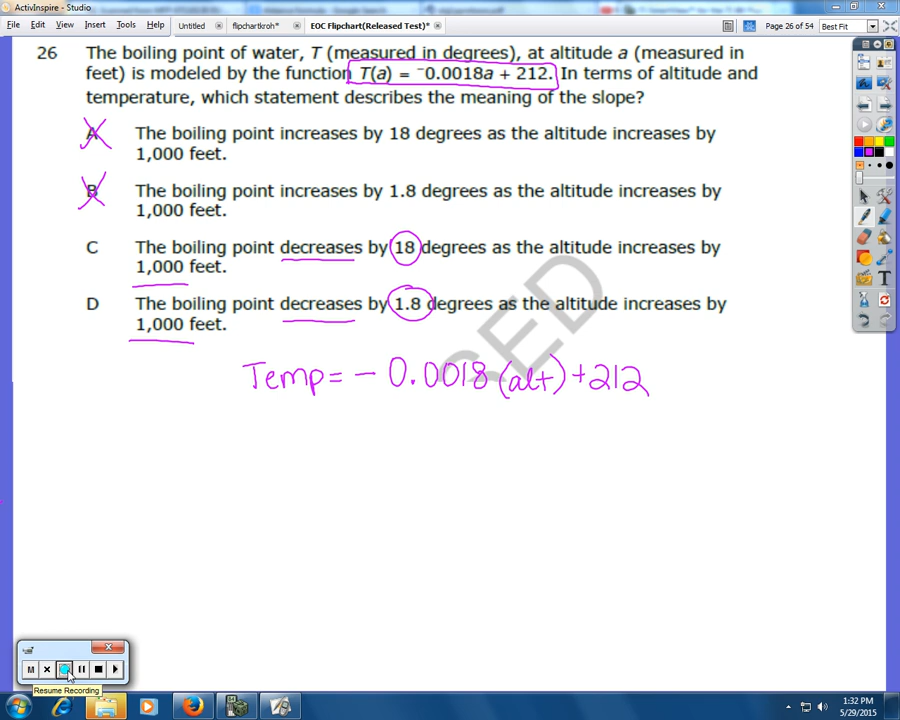 ActivInspire - Studio
File Edit View Insert Tools Help
Untitled flipchartkroh* EOC Flipchart(Released Test)*
Page 26 of 54 Best Fit
26 The boiling point of water, T (measured in degrees), at altitude a (measured in
feet) is modeled by the function T(a) = ⁻0.0018a + 212. In terms of altitude and
temperature, which statement describes the meaning of the slope?
A The boiling point increases by 18 degrees as the altitude increases by
1,000 feet.
B The boiling point increases by 1.8 degrees as the altitude increases by
1,000 feet.
C The boiling point decreases by 18 degrees as the altitude increases by
1,000 feet.
D The boiling point decreases by 1.8 degrees as the altitude increases by
1,000 feet.
Temp = - 0.0018 (alt) + 212
M
Resume Recording
1:32 PM
5/29/2015